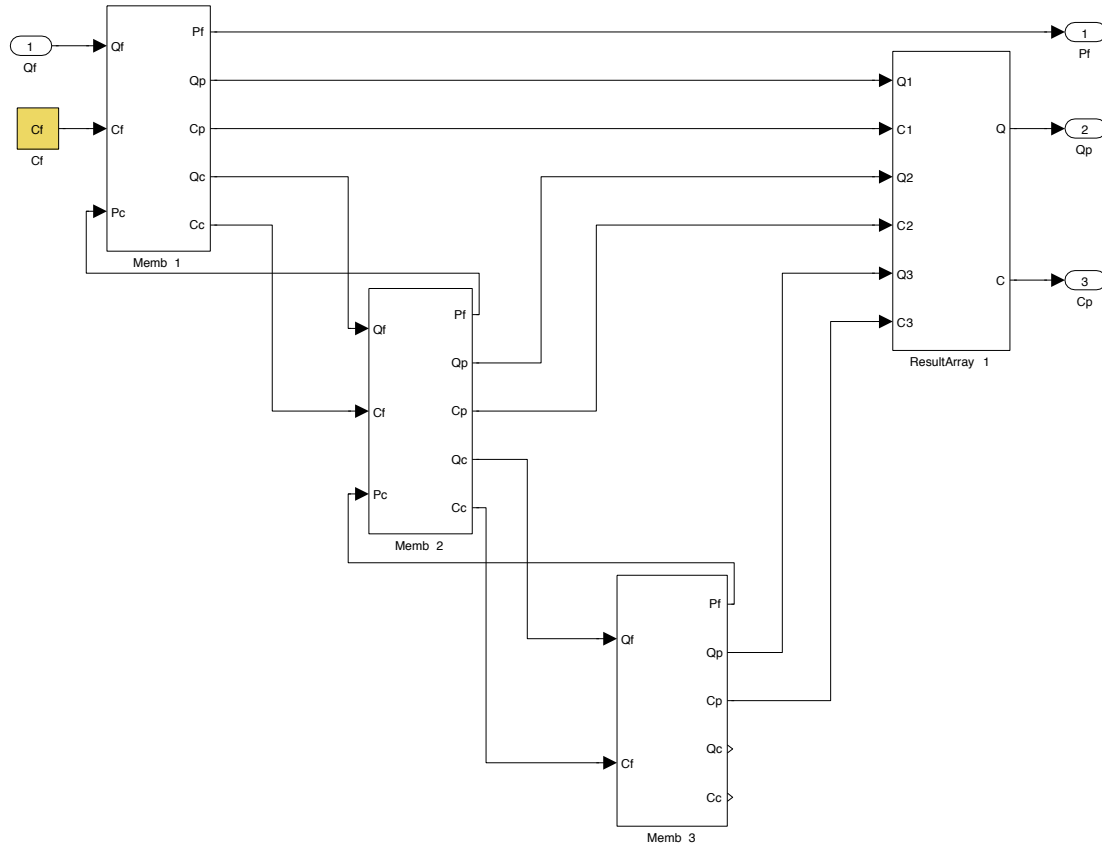 1
Qf
Cf
Cf
Qf
Cf
Pc
Pf
Qp
Cp
Qc
Cc
Memb 1
Qf
Cf
Pc
Pf
Qp
Cp
Qc
Cc
Memb 2
Qf
Cf
Pf
Qp
Cp
Qc
Cc
Memb 3
Q1
C1
Q2
C2
Q3
C3
Q
C
ResultArray 1
1
Pf
2
Qp
3
Cp